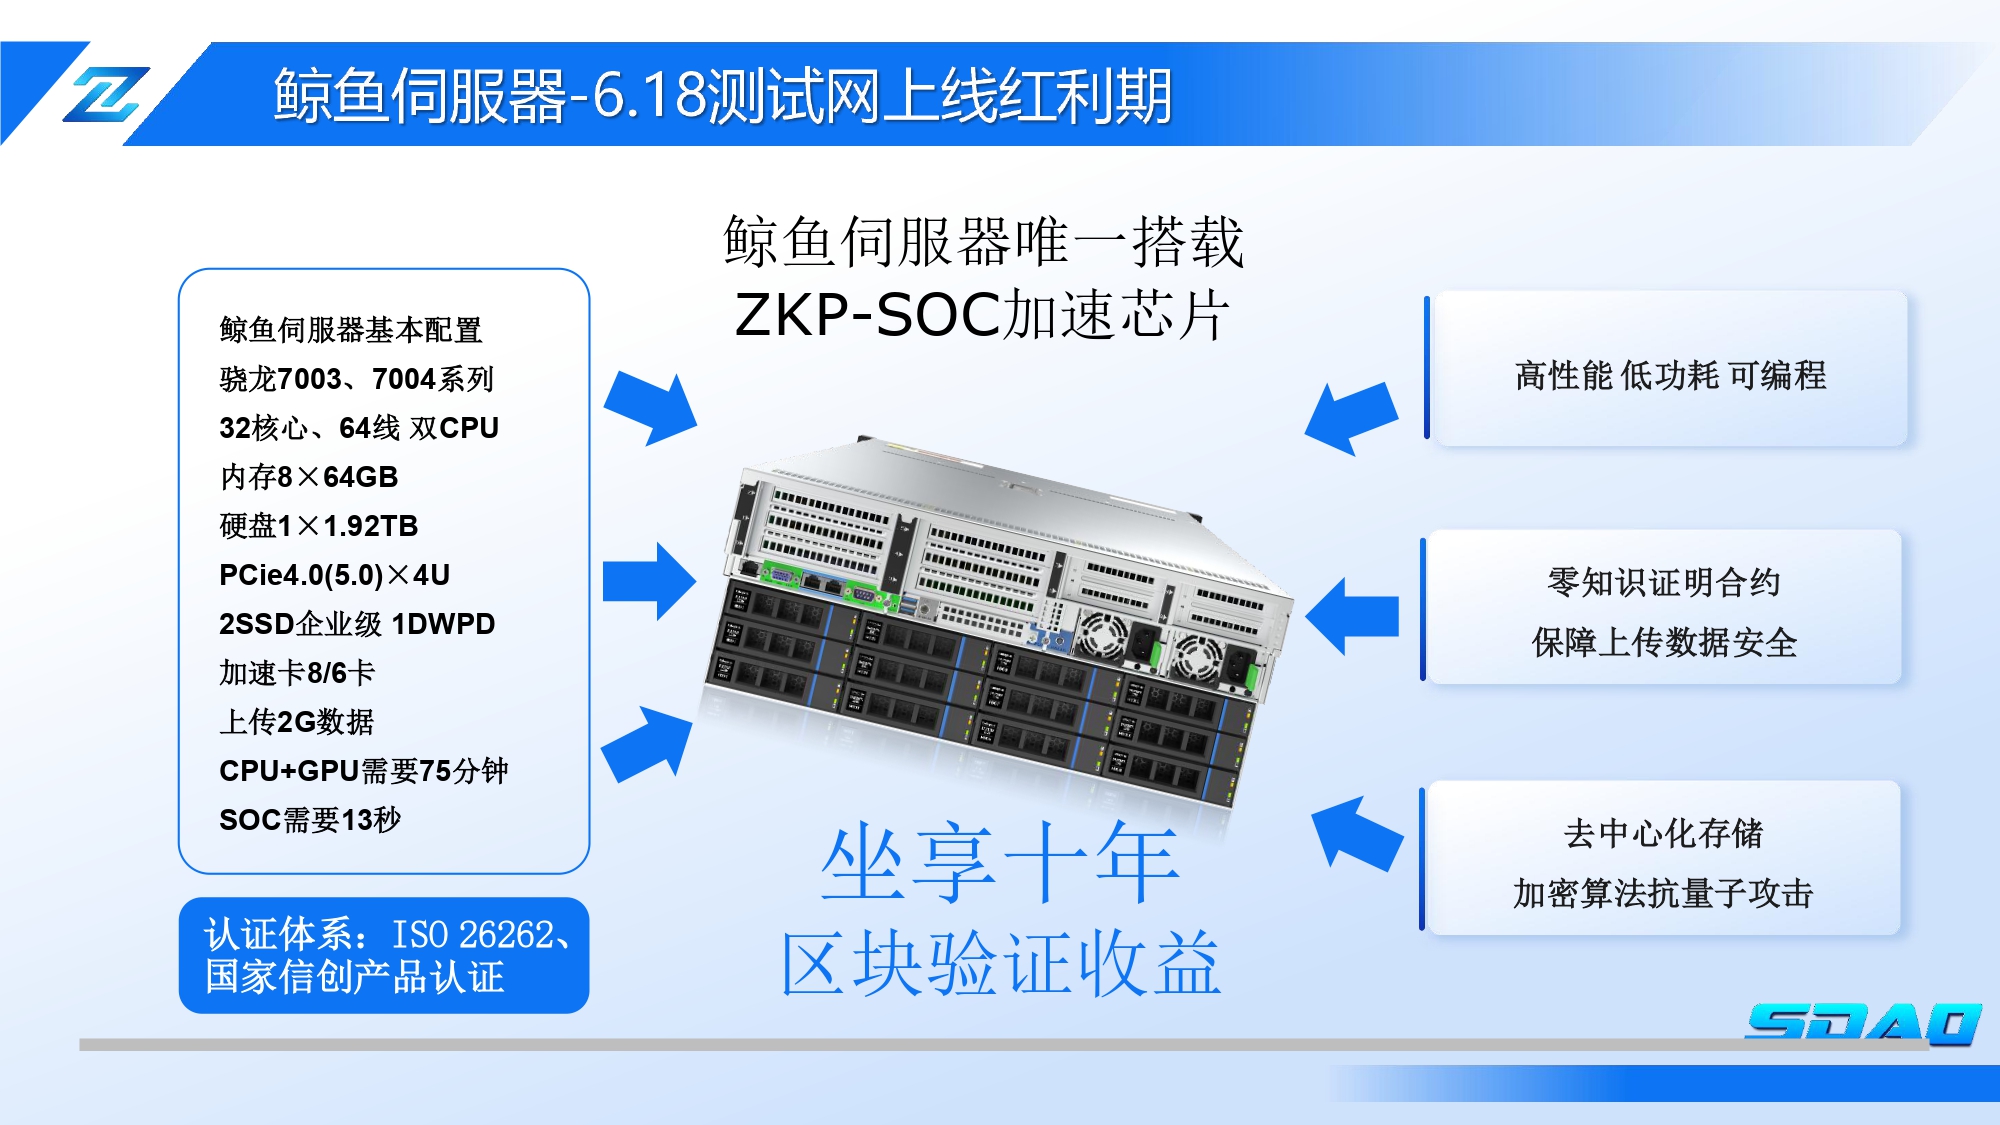 鲸鱼伺服器-6.18测试网上线红利期
鲸鱼伺服器唯一搭载
ZKP-SOC加速芯片
鲸鱼伺服器基本配置
骁龙7003、7004系列
32核心、64线 双CPU
内存8×64GB
硬盘1×1.92TB
PCie4.0(5.0)×4U
2SSD企业级 1DWPD
加速卡8/6卡
上传2G数据
CPU+GPU需要75分钟
SOC需要13秒
认证体系：ISO 26262、
国家信创产品认证
坐享十年
区块验证收益
高性能 低功耗 可编程
零知识证明合约
保障上传数据安全
去中心化存储
加密算法抗量子攻击
SDAO